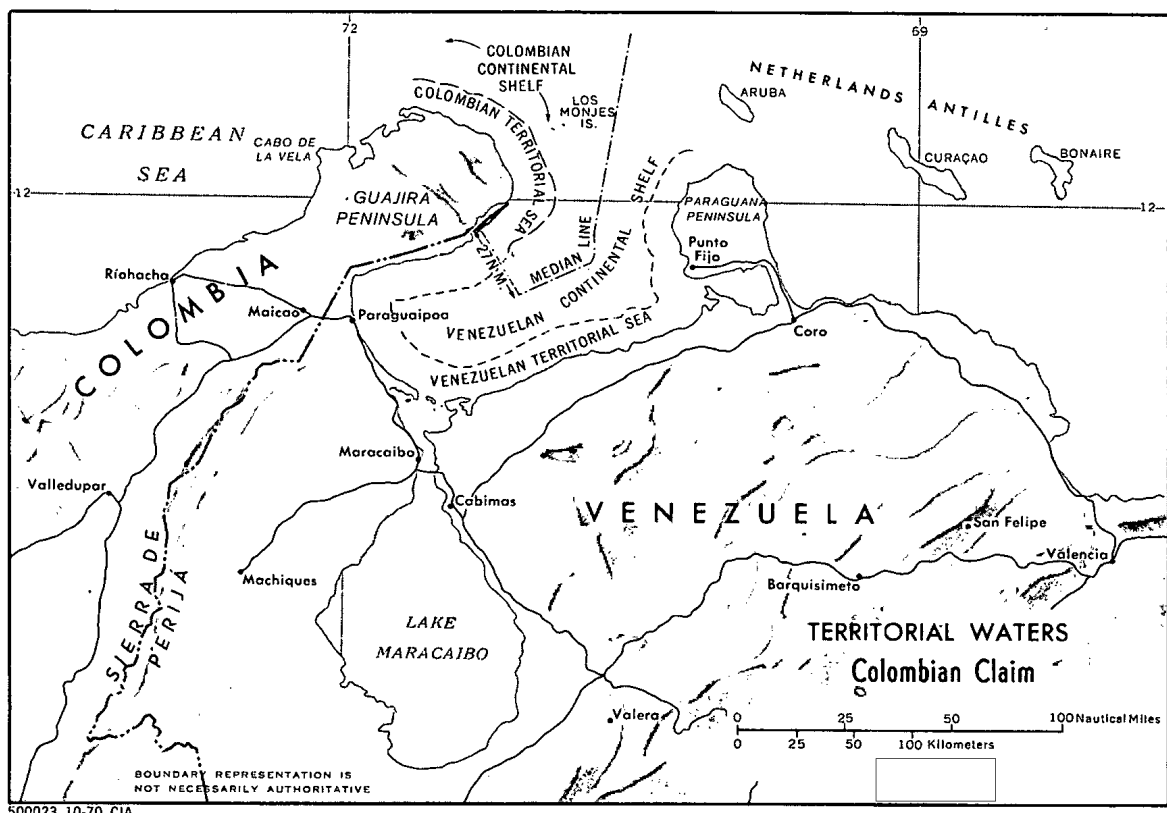 72
69
COLOMBIAN
CONTINENTAL
SHELF
LOS
MONJES
IS.
COLOMBIAN TERRITORIAL SEA
NETHERLANDS ANTILLES
ARUBA
CURAÇAO
BONAIRE
CARIBBEAN
SEA
CABO DE
LA VELA
12
12
GUAJIRA
PENINSULA
PARAGUANA
PENINSULA
Punto
Fijo
27 N.M.
MEDIAN LINE
VENEZUELAN CONTINENTAL SHELF
VENEZUELAN TERRITORIAL SEA
Ríohacha
COLOMBIA
Maicao
Paraguaipoa
Coro
Maracaibo
Valledupar
Cabimas
VENEZUELA
San Felipe
Valencia
Machiques
Barquisimeto
SIERRA DE
PERIJÁ
LAKE
MARACAIBO
TERRITORIAL WATERS
Colombian Claim
Valera
0 25 50 100 Nautical Miles
0 25 50 100 Kilometers
BOUNDARY REPRESENTATION IS
NOT NECESSARILY AUTHORITATIVE
500023 10-70 CIA